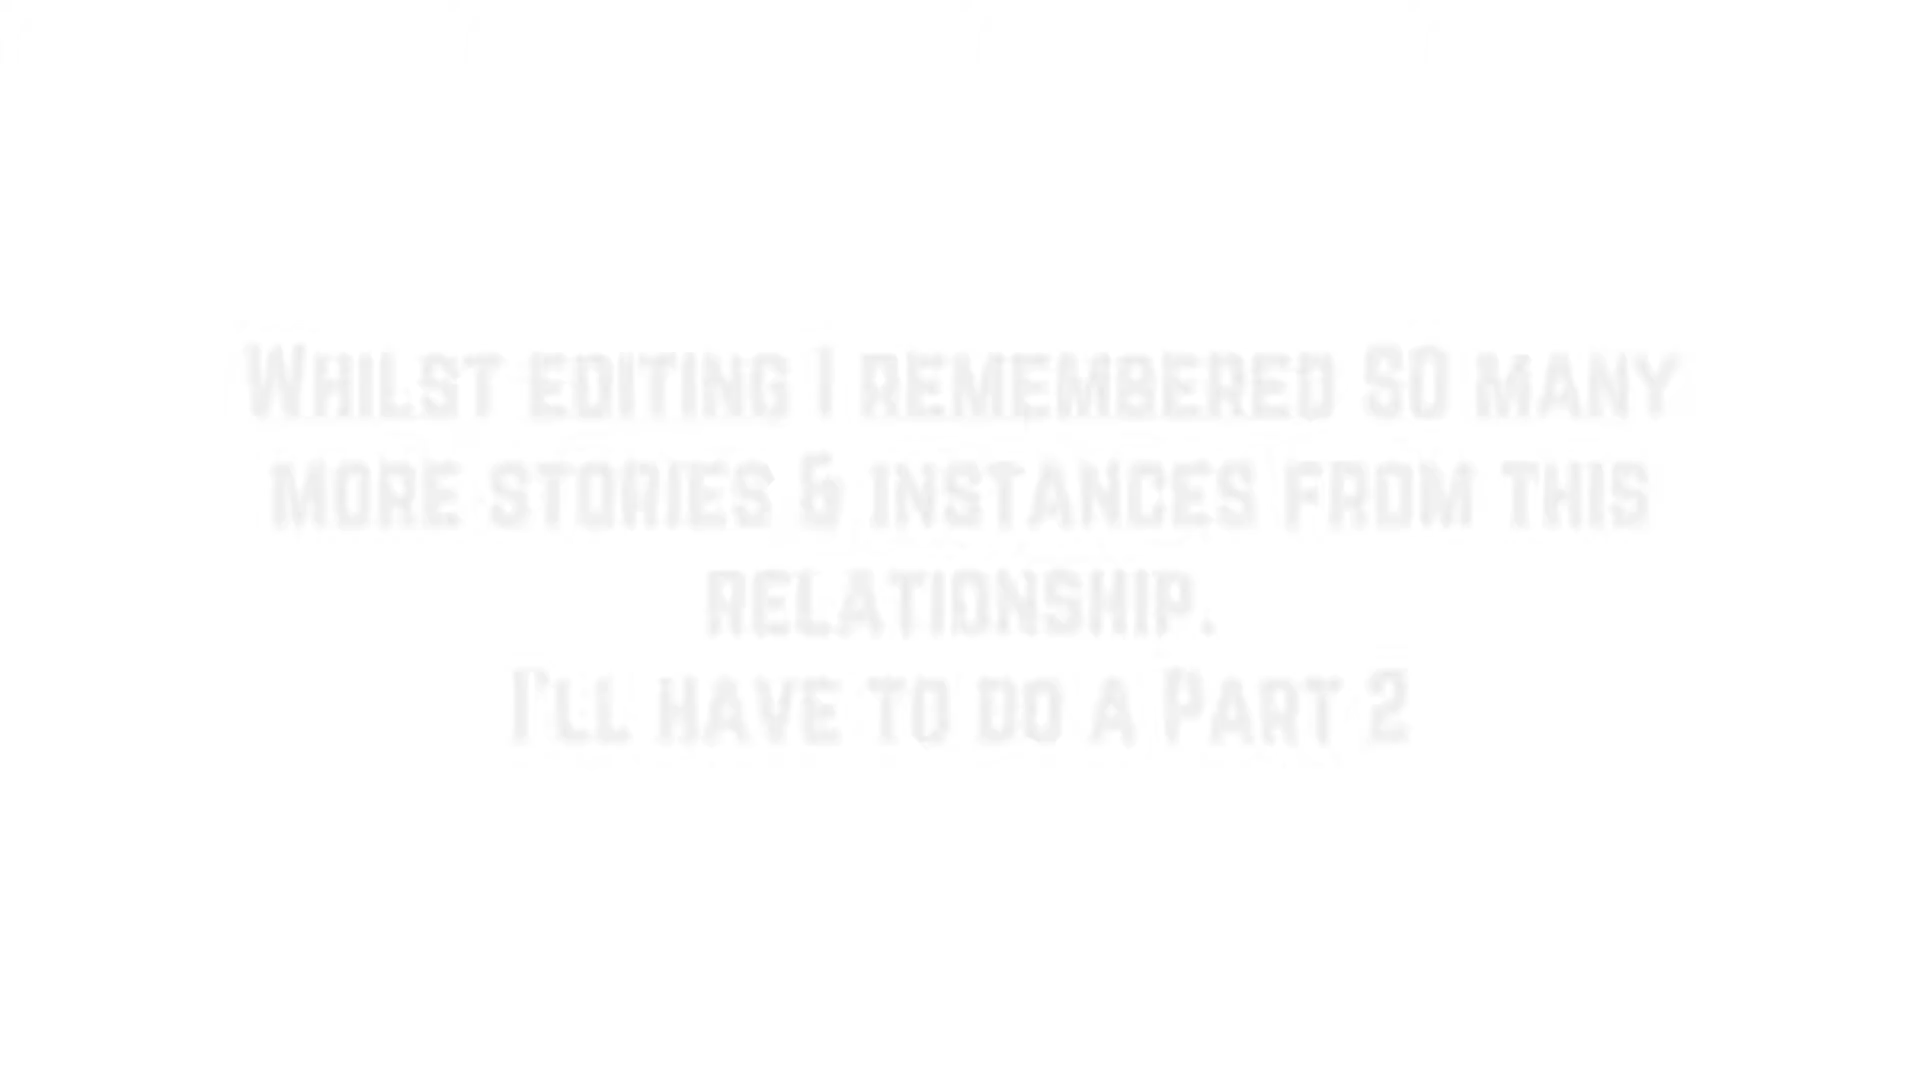 Whilst editing I remembered SO many
more stories & instances from this
relationship.
I'll have to do a Part 2